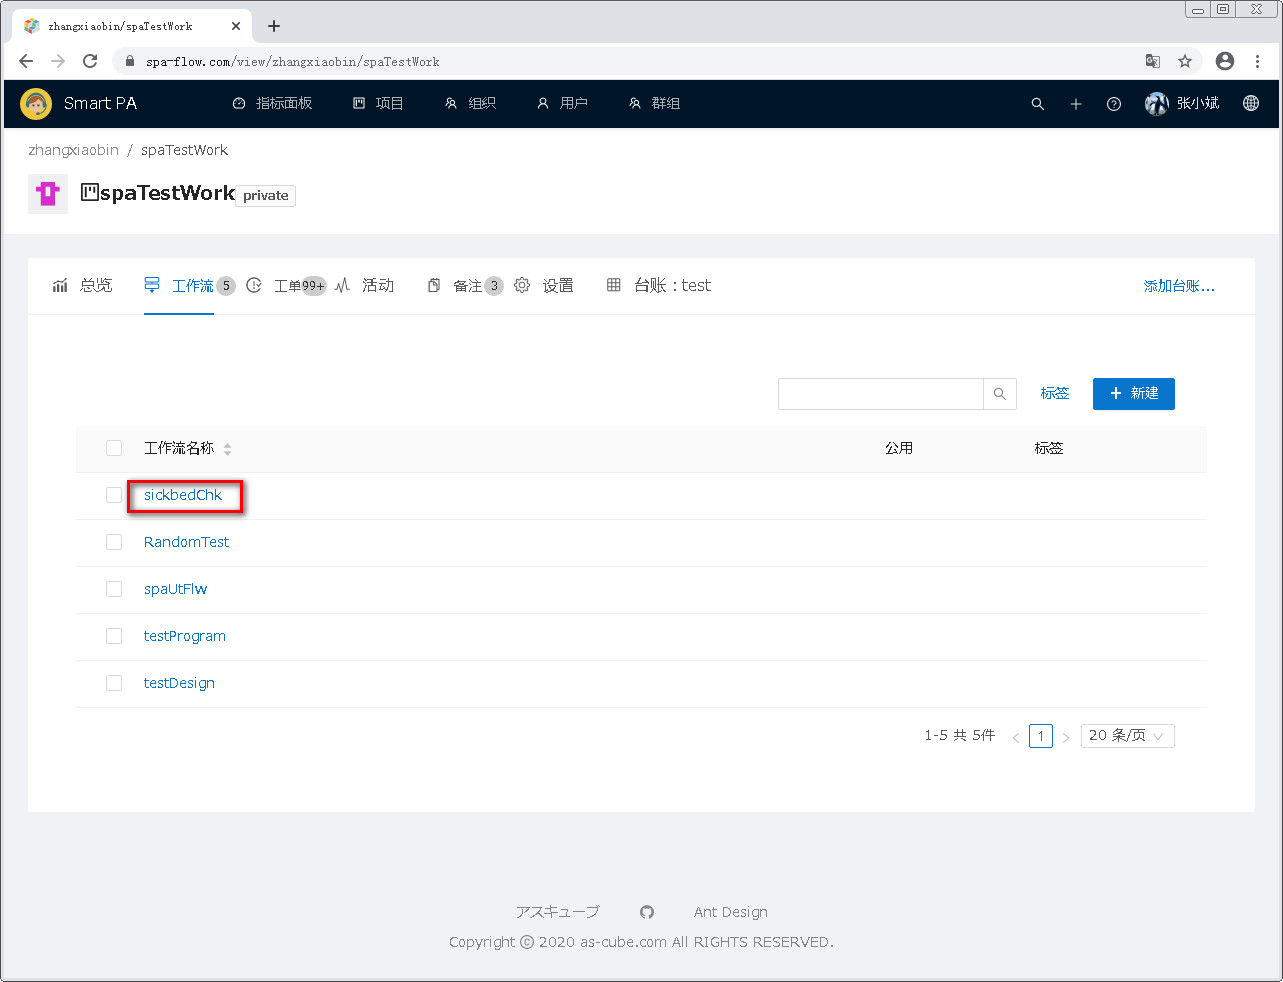 zhangxiaobin/spaTestWork
spa-flow.com/view/zhangxiaobin/spaTestWork
Smart PA 指标面板 项目 组织 用户 群组 张小斌
zhangxiaobin / spaTestWork
spaTestWork private
总览 工作流 5 工单 99+ 活动 备注 3 设置 台账：test 添加台账...
标签 + 新建
工作流名称 公用 标签
sickbedChk
RandomTest
spaUtFlw
testProgram
testDesign
1-5 共 5件 < 1 > 20 条/页
アスキューブ Ant Design
Copyright © 2020 as-cube.com All RIGHTS RESERVED.